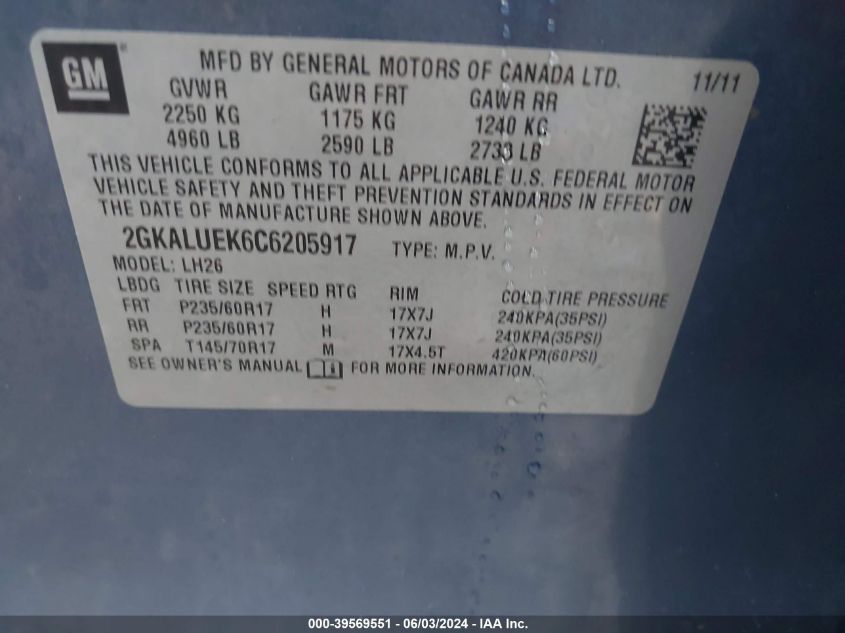 GM
MFD BY GENERAL MOTORS OF CANADA LTD. 11/11
GVWR GAWR FRT GAWR RR
2250 KG 1175 KG 1240 KG
4960 LB 2590 LB 2733 LB
THIS VEHICLE CONFORMS TO ALL APPLICABLE U.S. FEDERAL MOTOR
VEHICLE SAFETY AND THEFT PREVENTION STANDARDS IN EFFECT ON
THE DATE OF MANUFACTURE SHOWN ABOVE.
2GKALUEK6C6205917 TYPE: M.P.V.
MODEL: LH26
LBDG TIRE SIZE SPEED RTG RIM COLD TIRE PRESSURE
FRT P235/60R17 H 17X7J 240KPA(35PSI)
RR P235/60R17 H 17X7J 240KPA(35PSI)
SPA T145/70R17 M 17X4.5T 420KPA(60PSI)
SEE OWNER'S MANUAL FOR MORE INFORMATION.
000-39569551 / 06/03/2024 / IAA Inc.